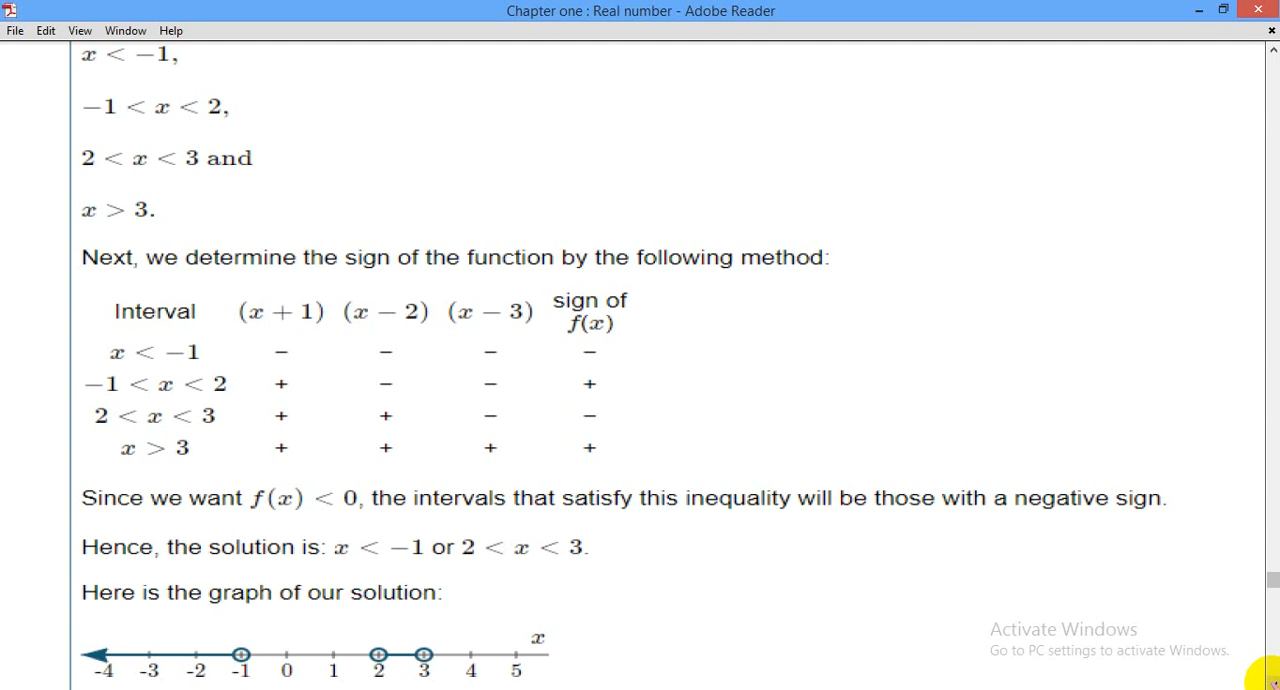 Chapter one : Real number - Adobe Reader
File Edit View Window Help
x < −1,
−1 < x < 2,
2 < x < 3 and
x > 3.
Next, we determine the sign of the function by the following method:
Interval (x + 1) (x − 2) (x − 3) sign of f(x)
x < −1 − − − −
−1 < x < 2 + − − +
2 < x < 3 + + − −
x > 3 + + + +
Since we want f(x) < 0, the intervals that satisfy this inequality will be those with a negative sign.
Hence, the solution is: x < −1 or 2 < x < 3.
Here is the graph of our solution:
x
-4 -3 -2 -1 0 1 2 3 4 5
Activate Windows
Go to PC settings to activate Windows.